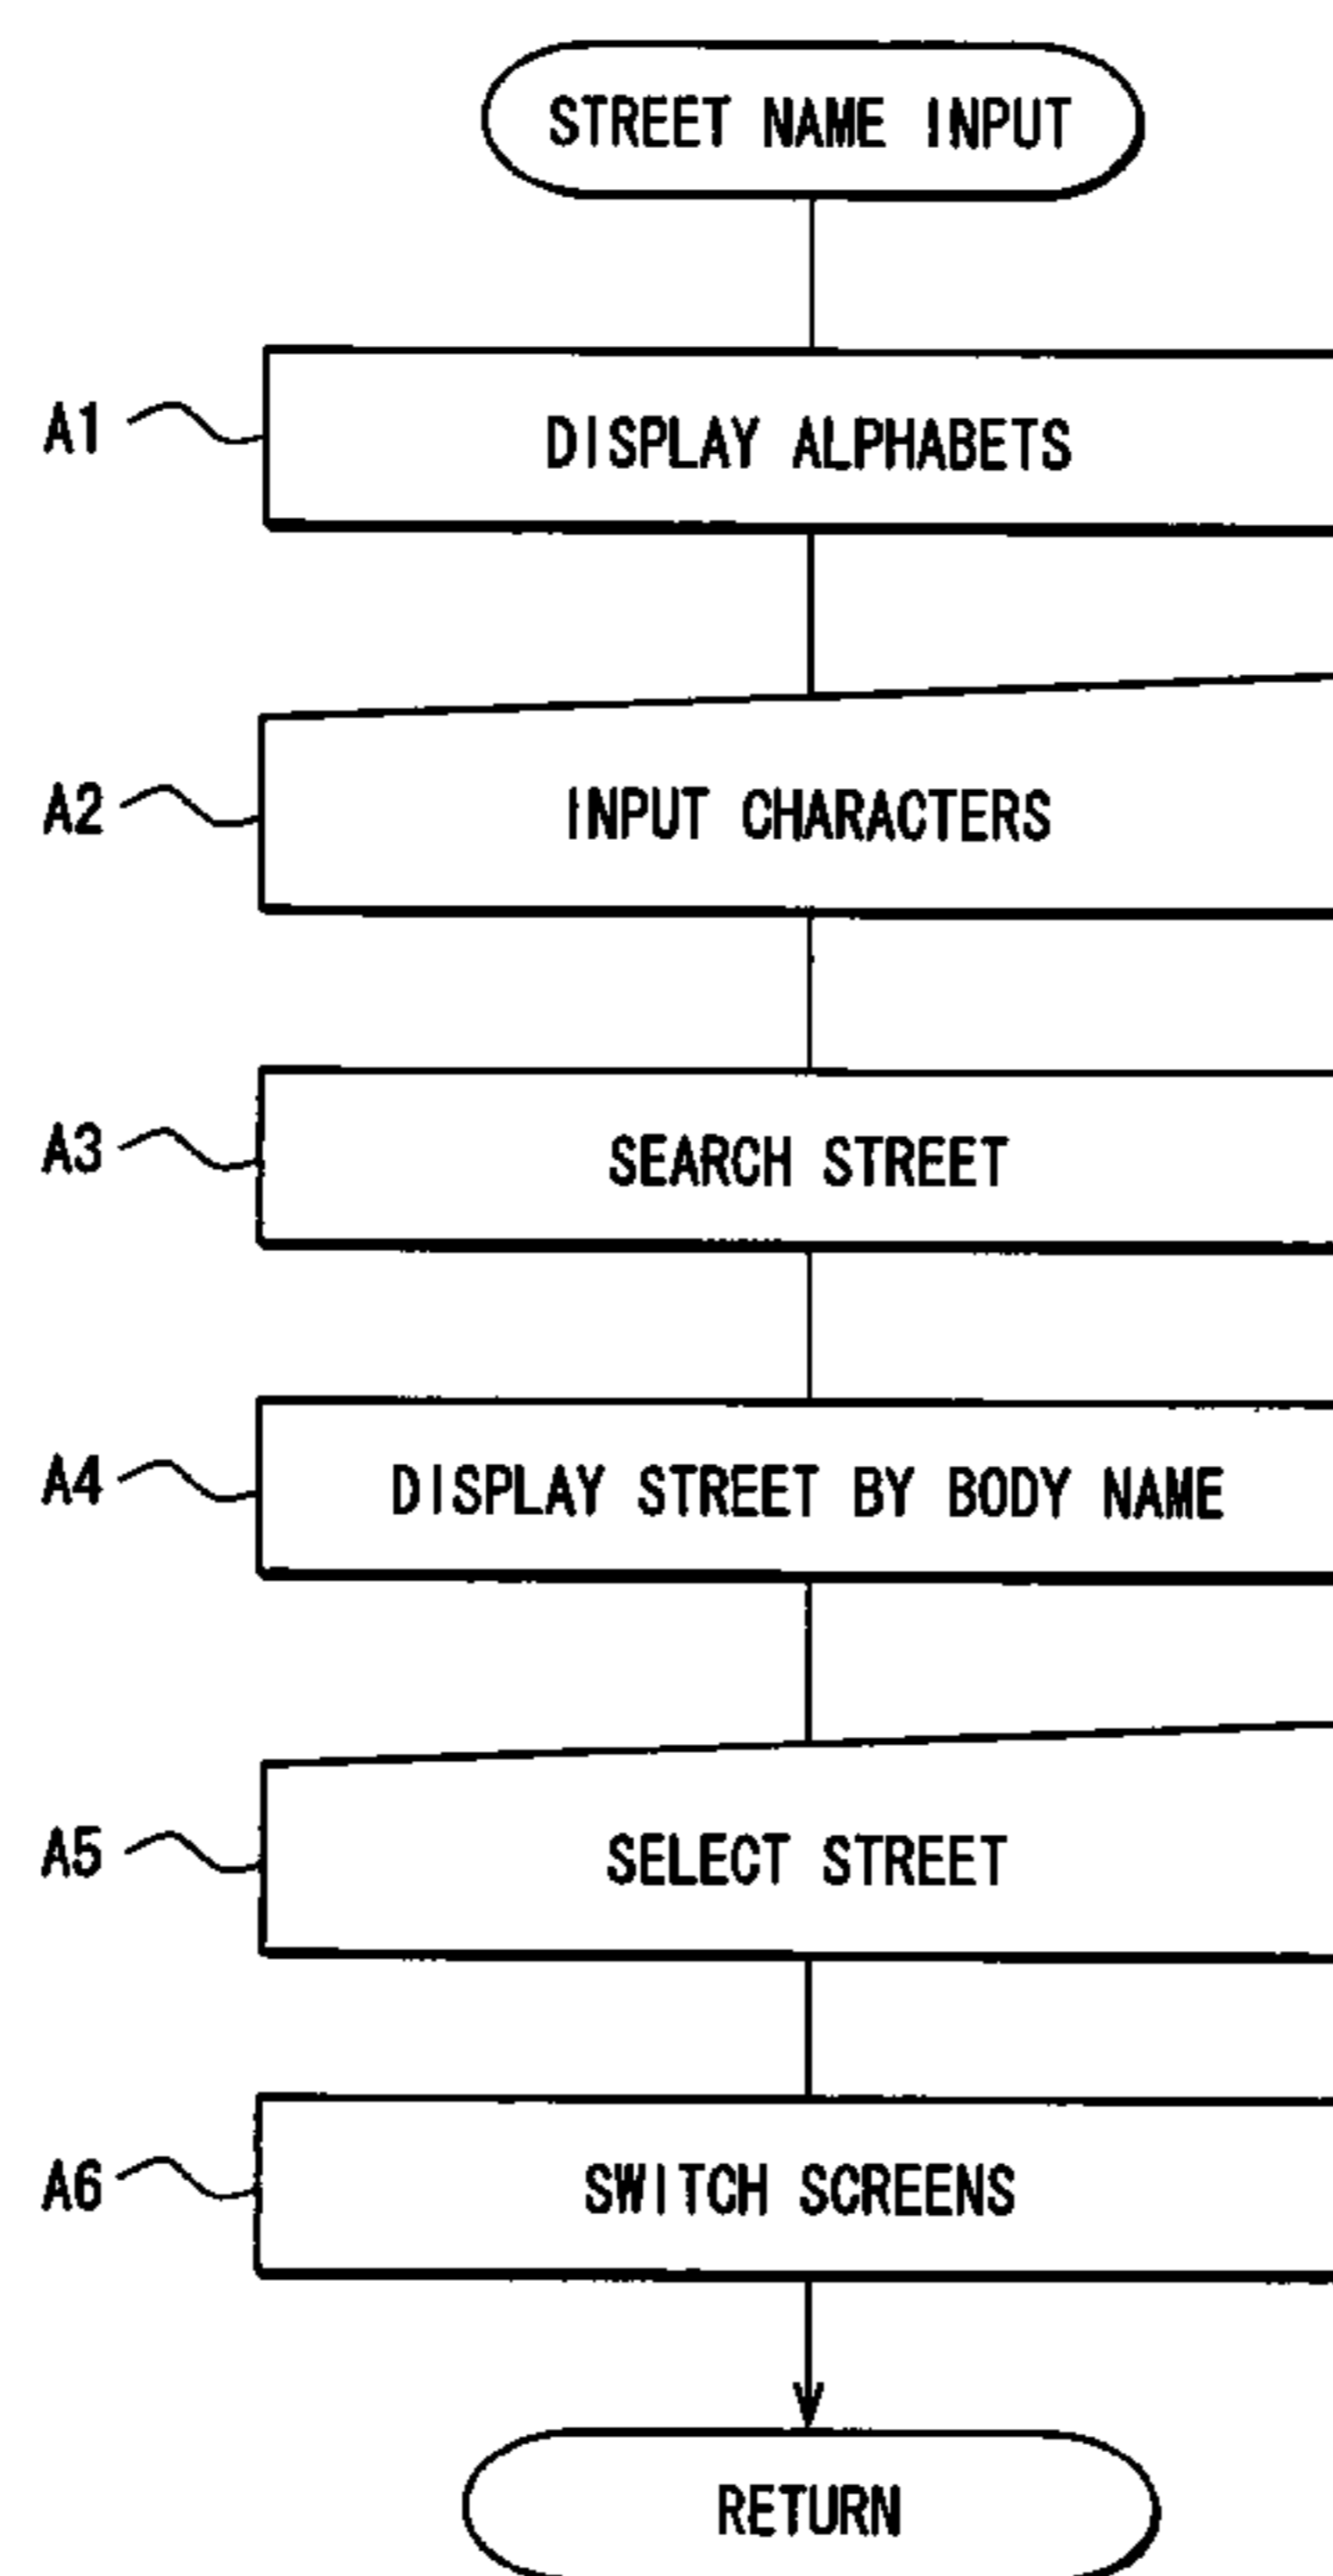 STREET NAME INPUT
A1 DISPLAY ALPHABETS
A2 INPUT CHARACTERS
A3 SEARCH STREET
A4 DISPLAY STREET BY BODY NAME
A5 SELECT STREET
A6 SWITCH SCREENS
RETURN